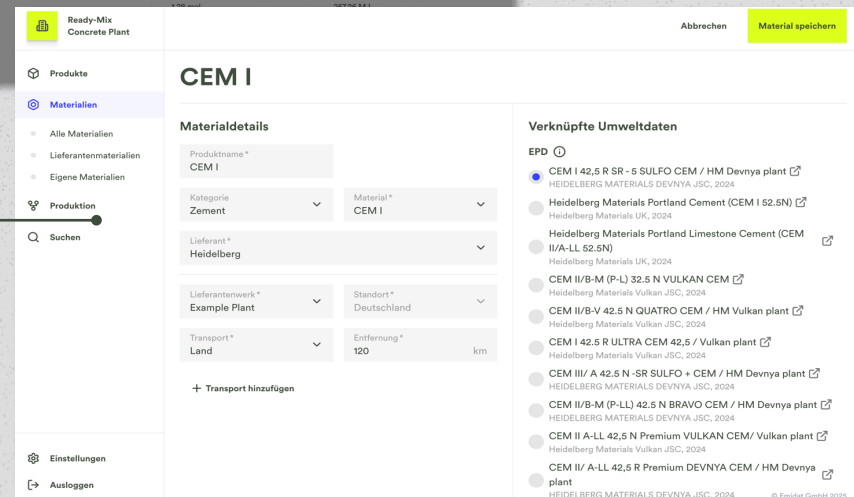 Ready-Mix
Concrete Plant
Abbrechen
Material speichern
Produkte
Materialien
Alle Materialien
Lieferantenmaterialien
Eigene Materialien
Produktion
Suchen
Einstellungen
Ausloggen
CEM I
Materialdetails
Produktname *
CEM I
Kategorie
Zement
Material *
CEM I
Lieferant *
Heidelberg
Lieferantenwerk *
Example Plant
Standort *
Deutschland
Transport *
Land
Entfernung *
120 km
+ Transport hinzufügen
Verknüpfte Umweltdaten
EPD
CEM I 42,5 R SR - 5 SULFO CEM / HM Devnya plant
HEIDELBERG MATERIALS DEVNYA JSC, 2024
Heidelberg Materials Portland Cement (CEM I 52.5N)
Heidelberg Materials UK, 2024
Heidelberg Materials Portland Limestone Cement (CEM
II/A-LL 52.5N)
Heidelberg Materials UK, 2024
CEM II/B-M (P-L) 32.5 N VULKAN CEM
Heidelberg Materials Vulkan JSC, 2024
CEM II/B-V 42.5 N QUATRO CEM / HM Vulkan plant
Heidelberg Materials Vulkan JSC, 2024
CEM I 42.5 R ULTRA CEM 42,5 / Vulkan plant
Heidelberg Materials Vulkan JSC, 2024
CEM III/ A 42.5 N -SR SULFO + CEM / HM Devnya plant
HEIDELBERG MATERIALS DEVNYA JSC, 2024
CEM II/B-M (P-LL) 42.5 N BRAVO CEM / HM Devnya plant
HEIDELBERG MATERIALS DEVNYA JSC, 2024
CEM II A-LL 42,5 N Premium VULKAN CEM/ Vulkan plant
Heidelberg Materials Vulkan JSC, 2024
CEM II/ A-LL 42,5 R Premium DEVNYA CEM / HM Devnya
plant
HEIDELBERG MATERIALS DEVNYA JSC, 2024
© Emidat GmbH 2025